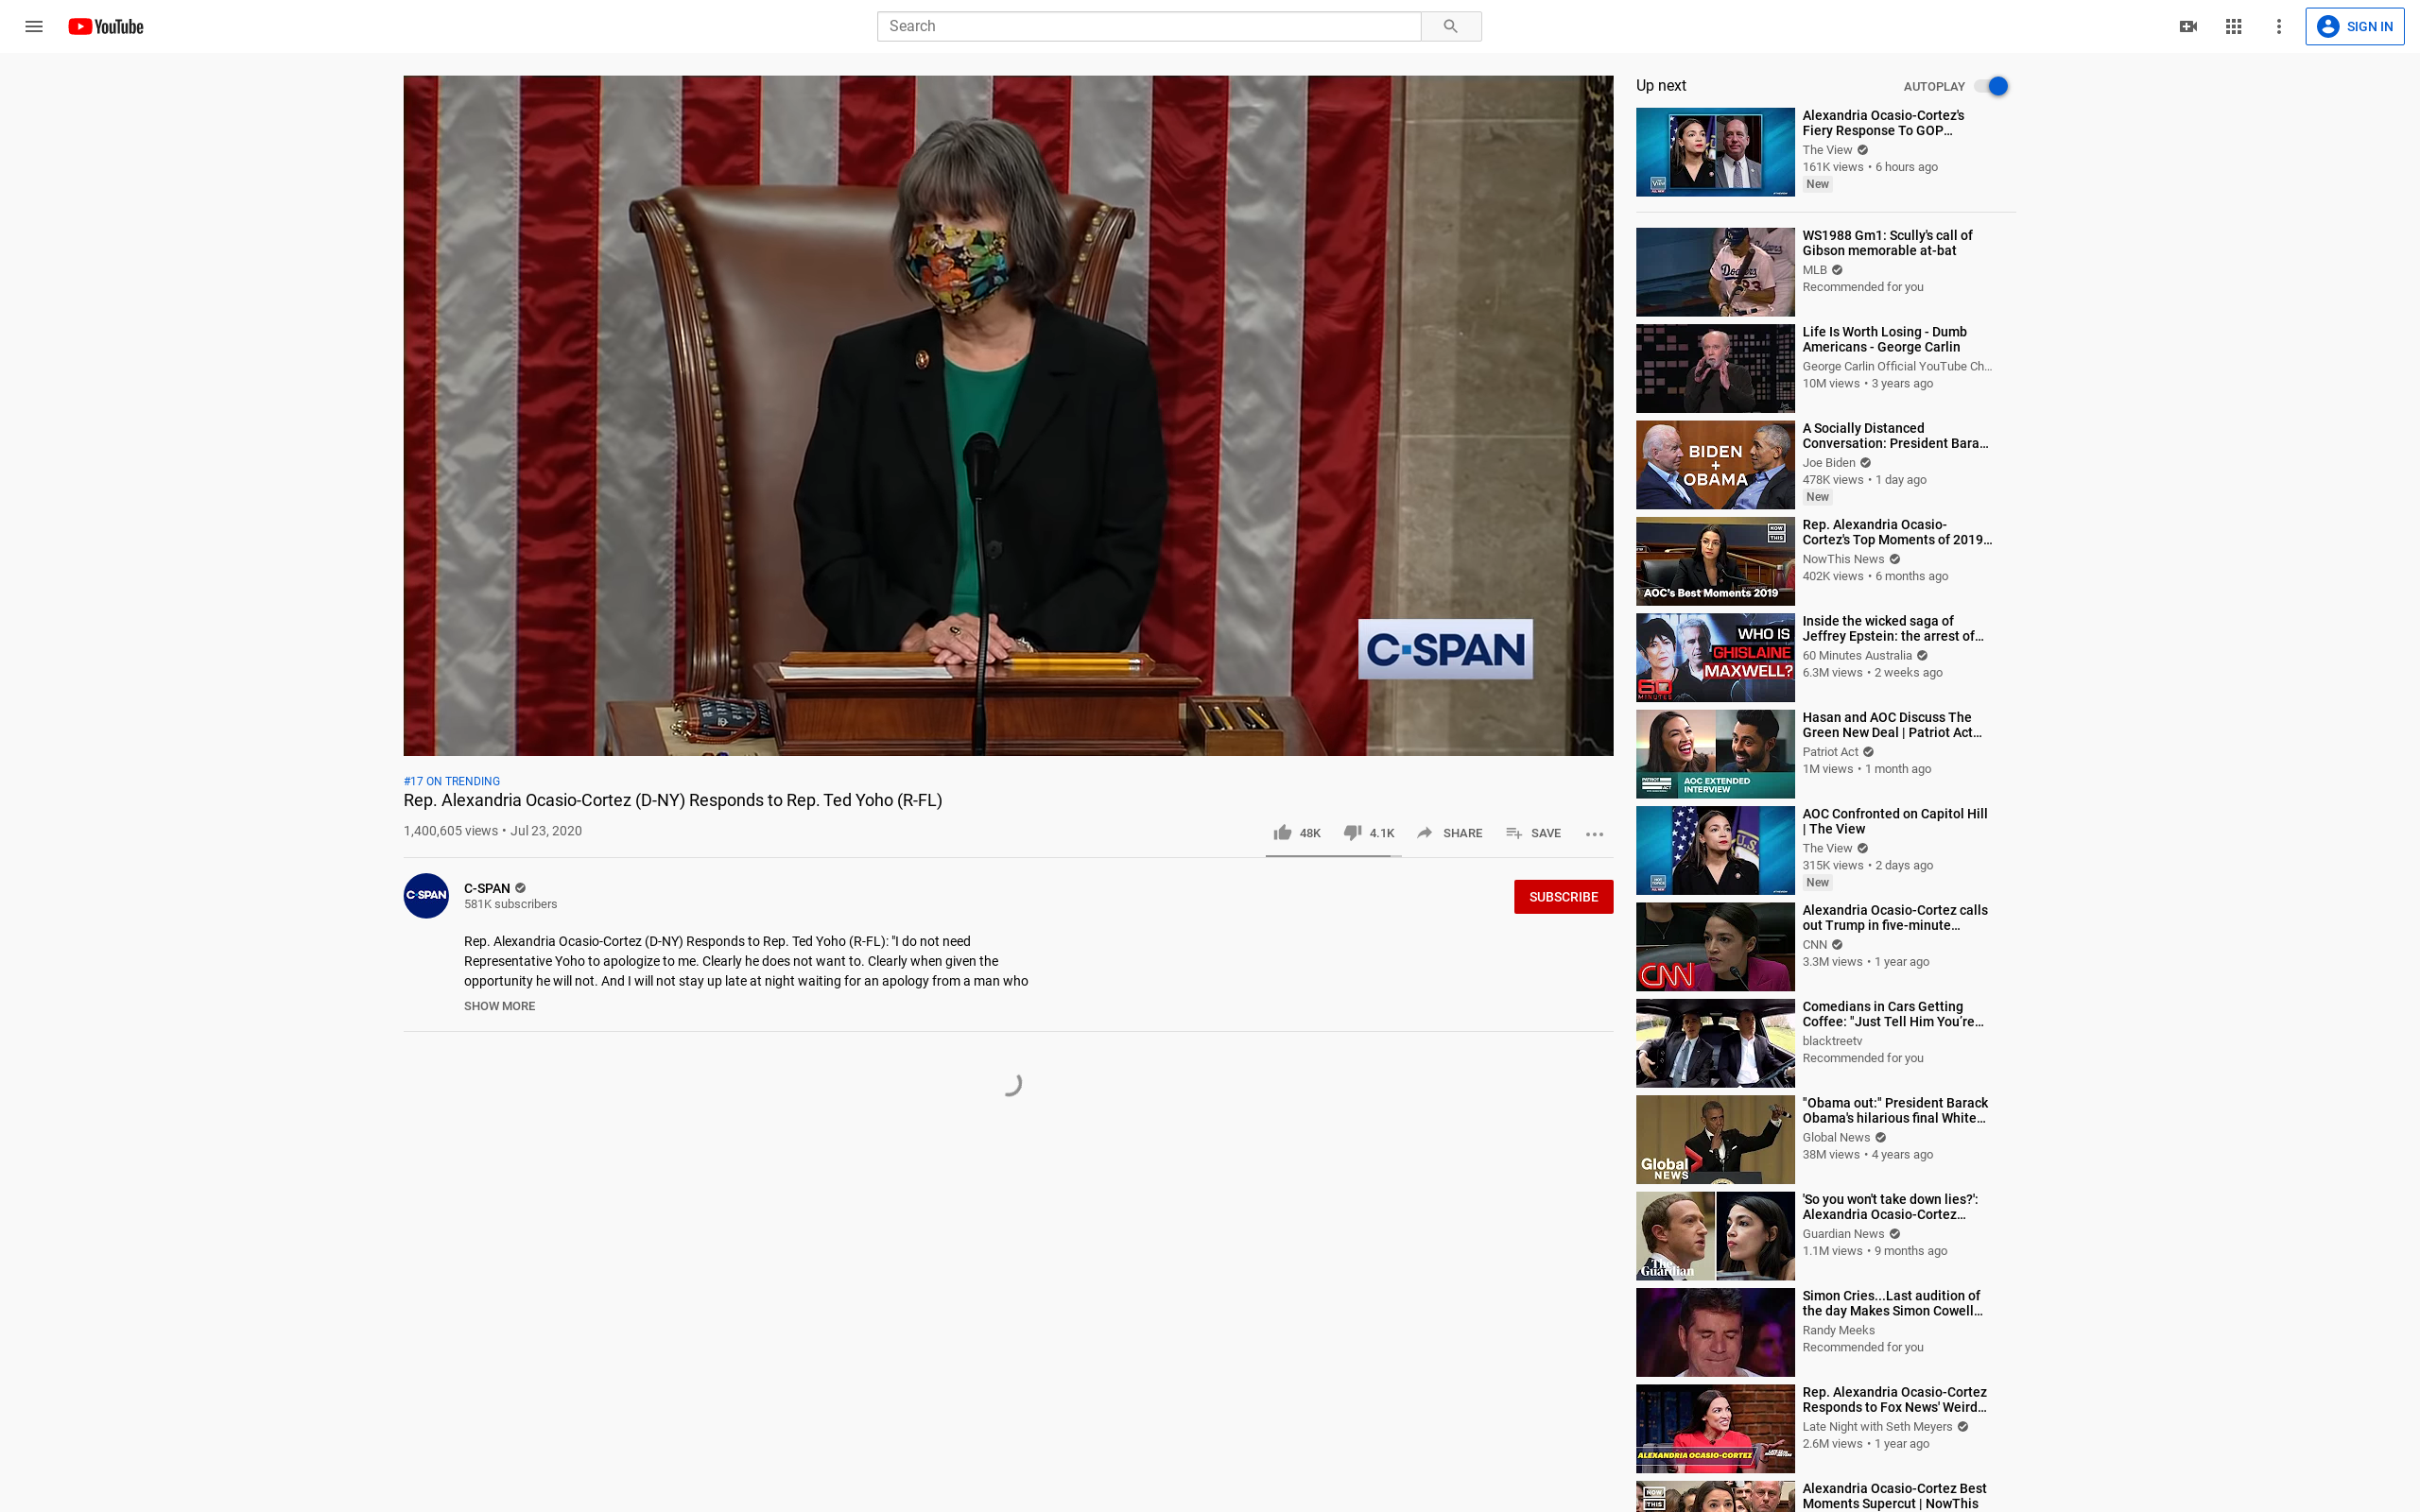 YouTube
Search
SIGN IN
C-SPAN
#17 ON TRENDING
Rep. Alexandria Ocasio-Cortez (D-NY) Responds to Rep. Ted Yoho (R-FL)
1,400,605 views • Jul 23, 2020
48K
4.1K
SHARE
SAVE
C-SPAN
C-SPAN
581K subscribers
SUBSCRIBE
Rep. Alexandria Ocasio-Cortez (D-NY) Responds to Rep. Ted Yoho (R-FL): "I do not need
Representative Yoho to apologize to me. Clearly he does not want to. Clearly when given the
opportunity he will not. And I will not stay up late at night waiting for an apology from a man who
SHOW MORE
Up next
AUTOPLAY
Alexandria Ocasio-Cortez's
Fiery Response To GOP…
The View
161K views • 6 hours ago
New
Dodgers
WS1988 Gm1: Scully's call of
Gibson memorable at-bat
MLB
Recommended for you
Life Is Worth Losing - Dumb
Americans - George Carlin
George Carlin Official YouTube Ch…
10M views • 3 years ago
BIDEN
+
OBAMA
A Socially Distanced
Conversation: President Bara…
Joe Biden
478K views • 1 day ago
New
NOW
THIS
AOC's Best Moments 2019
Rep. Alexandria Ocasio-
Cortez's Top Moments of 2019…
NowThis News
402K views • 6 months ago
WHO IS
GHISLAINE
MAXWELL?
60
MINUTES
Inside the wicked saga of
Jeffrey Epstein: the arrest of…
60 Minutes Australia
6.3M views • 2 weeks ago
AOC EXTENDED
INTERVIEW
Hasan and AOC Discuss The
Green New Deal | Patriot Act…
Patriot Act
1M views • 1 month ago
U.S.
AOC Confronted on Capitol Hill
| The View
The View
315K views • 2 days ago
New
CNN
Alexandria Ocasio-Cortez calls
out Trump in five-minute…
CNN
3.3M views • 1 year ago
Comedians in Cars Getting
Coffee: "Just Tell Him You're…
blacktreetv
Recommended for you
Global
NEWS
"Obama out:" President Barack
Obama's hilarious final White…
Global News
38M views • 4 years ago
The
Guardian
'So you won't take down lies?':
Alexandria Ocasio-Cortez…
Guardian News
1.1M views • 9 months ago
Simon Cries...Last audition of
the day Makes Simon Cowell…
Randy Meeks
Recommended for you
ALEXANDRIA OCASIO-CORTEZ
Rep. Alexandria Ocasio-Cortez
Responds to Fox News' Weird…
Late Night with Seth Meyers
2.6M views • 1 year ago
NOW
THIS
Alexandria Ocasio-Cortez Best
Moments Supercut | NowThis